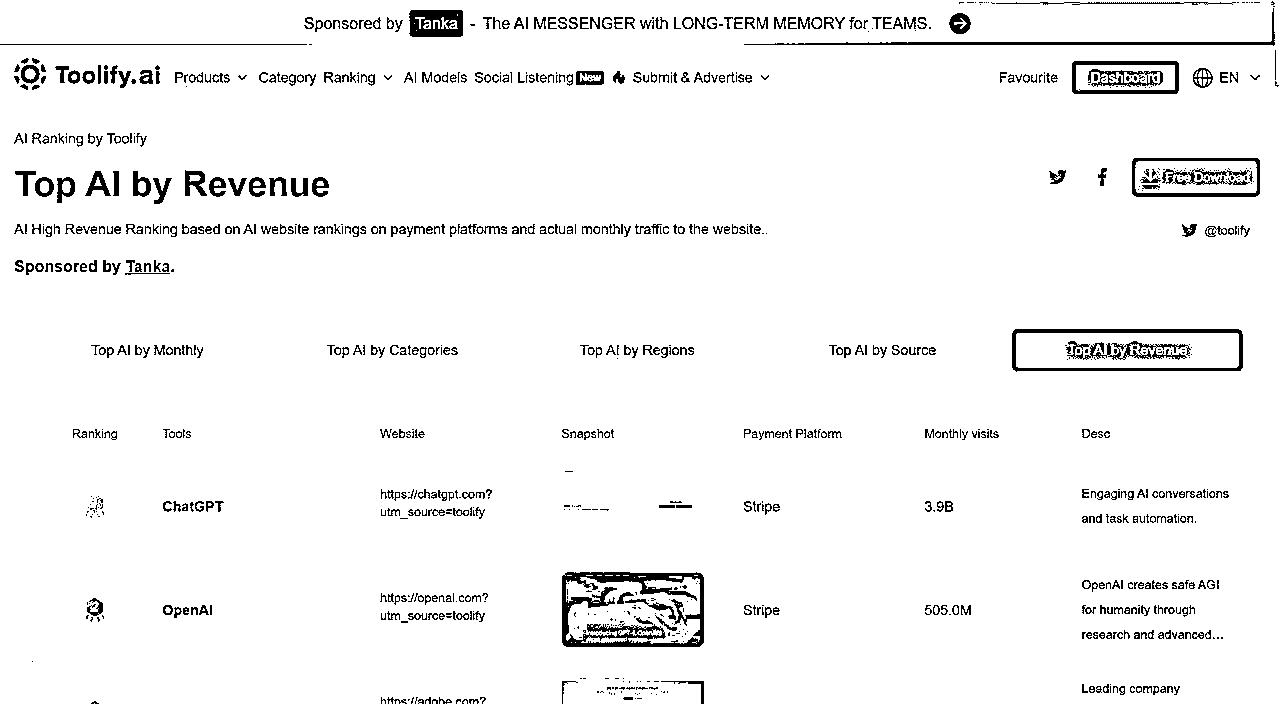 Sponsored by Tanka - The AI MESSENGER with LONG-TERM MEMORY for TEAMS.
Toolify.ai Products Category Ranking AI Models Social Listening New Submit & Advertise Favourite Dashboard EN
AI Ranking by Toolify
Top AI by Revenue
Free Download
AI High Revenue Ranking based on AI website rankings on payment platforms and actual monthly traffic to the website..
@toolify
Sponsored by Tanka.
Top AI by Monthly Top AI by Categories Top AI by Regions Top AI by Source Top AI by Revenue
Ranking Tools Website Snapshot Payment Platform Monthly visits Desc
ChatGPT
https://chatgpt.com?
utm_source=toolify
Stripe
3.9B
Engaging AI conversations
and task automation.
OpenAI
https://openai.com?
utm_source=toolify
Stripe
505.0M
OpenAI creates safe AGI
for humanity through
research and advanced...
https://adobe.com?
Leading company